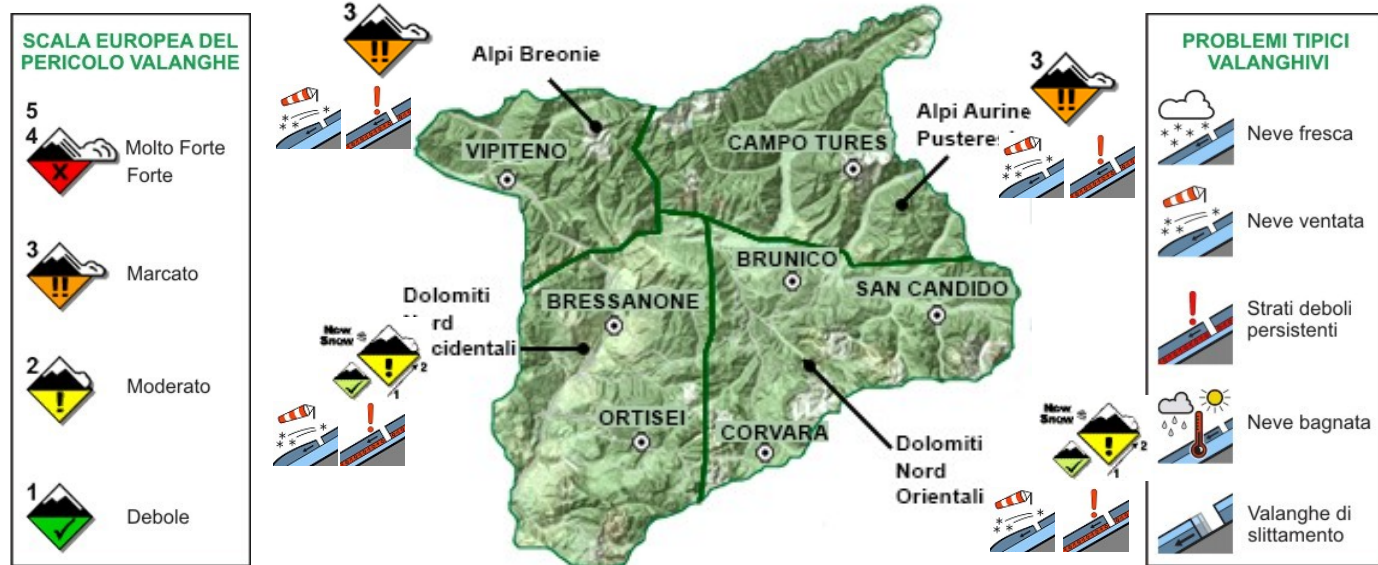 SCALA EUROPEA DEL
PERICOLO VALANGHE
5
4
Molto Forte
Forte
3
Marcato
2
Moderato
1
Debole
3
Alpi Breonie
VIPITENO
CAMPO TURES
Alpi Aurine
3
BRESSANONE
BRUNICO
SAN CANDIDO
Dolomiti
New
Snow
2
1
ORTISEI
CORVARA
Dolomiti
Nord
Orientali
New
Snow
2
1
PROBLEMI TIPICI
VALANGHIVI
Neve fresca
Neve ventata
Strati deboli
persistenti
Neve bagnata
Valanghe di
slittamento